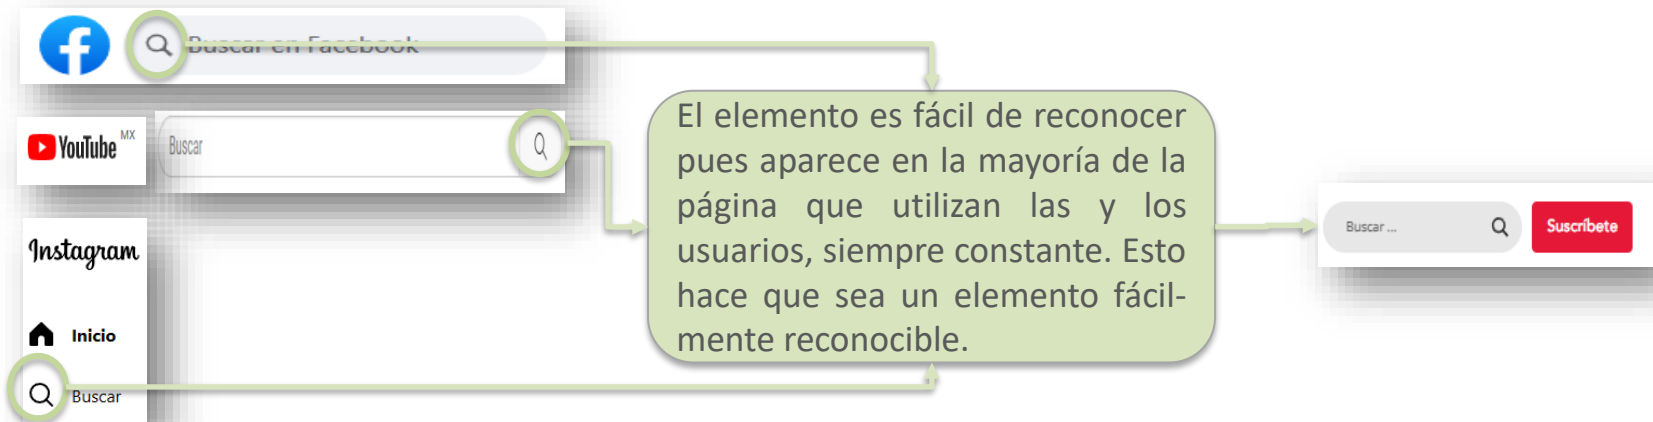 Buscar en Facebook
YouTube MX
Buscar
Instagram
Inicio
Buscar
El elemento es fácil de reconocer
pues aparece en la mayoría de la
página que utilizan las y los
usuarios, siempre constante. Esto
hace que sea un elemento fácil-
mente reconocible.
Buscar ...
Suscríbete